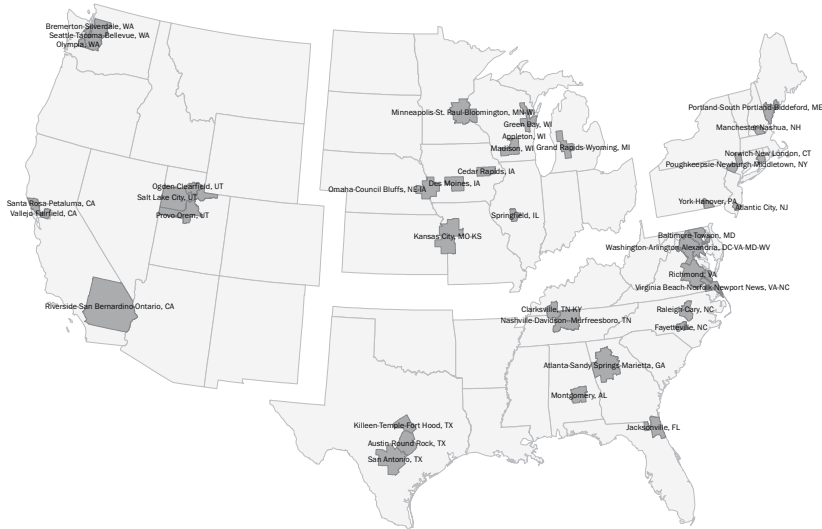 Bremerton-Silverdale, WA
Seattle-Tacoma-Bellevue, WA
Olympia, WA
Minneapolis-St. Paul-Bloomington, MN-WI
Green Bay, WI
Appleton, WI
Madison, WI
Grand Rapids-Wyoming, MI
Portland-South Portland-Biddeford, ME
Manchester-Nashua, NH
Norwich-New London, CT
Poughkeepsie-Newburgh-Middletown, NY
Cedar Rapids, IA
Des Moines, IA
Omaha-Council Bluffs, NE-IA
Ogden-Clearfield, UT
Salt Lake City, UT
Provo-Orem, UT
Santa Rosa-Petaluma, CA
Vallejo-Fairfield, CA
York-Hanover, PA
Atlantic City, NJ
Springfield, IL
Kansas City, MO-KS
Baltimore-Towson, MD
Washington-Arlington-Alexandria, DC-VA-MD-WV
Richmond, VA
Virginia Beach-Norfolk-Newport News, VA-NC
Riverside-San Bernardino-Ontario, CA
Clarksville, TN-KY
Nashville-Davidson- Murfreesboro, TN
Raleigh-Cary, NC
Fayetteville, NC
Atlanta-Sandy Springs-Marietta, GA
Montgomery, AL
Killeen-Temple-Fort Hood, TX
Austin-Round Rock, TX
San Antonio, TX
Jacksonville, FL